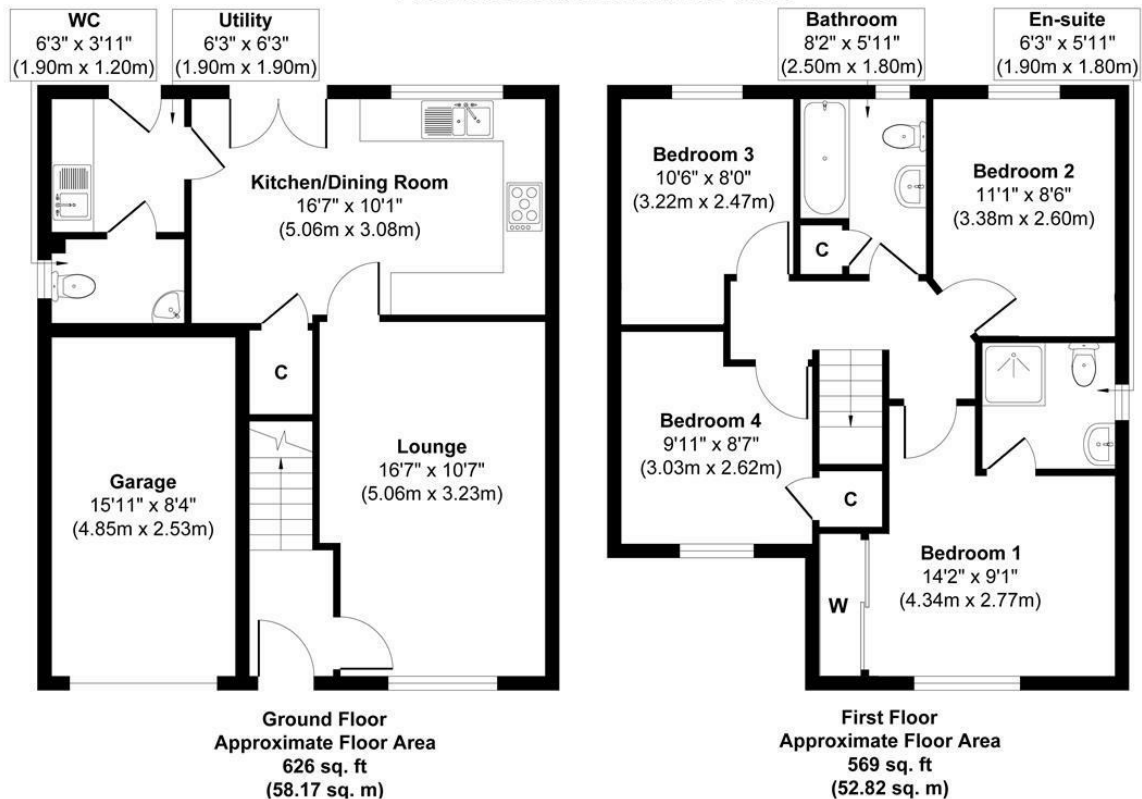 WC
6'3" x 3'11"
(1.90m x 1.20m)
Utility
6'3" x 6'3"
(1.90m x 1.90m)
Kitchen/Dining Room
16'7" x 10'1"
(5.06m x 3.08m)
C
Lounge
16'7" x 10'7"
(5.06m x 3.23m)
Garage
15'11" x 8'4"
(4.85m x 2.53m)
Ground Floor
Approximate Floor Area
626 sq. ft
(58.17 sq. m)
Bathroom
8'2" x 5'11"
(2.50m x 1.80m)
En-suite
6'3" x 5'11"
(1.90m x 1.80m)
Bedroom 3
10'6" x 8'0"
(3.22m x 2.47m)
Bedroom 2
11'1" x 8'6"
(3.38m x 2.60m)
C
Bedroom 4
9'11" x 8'7"
(3.03m x 2.62m)
C
Bedroom 1
14'2" x 9'1"
(4.34m x 2.77m)
W
First Floor
Approximate Floor Area
569 sq. ft
(52.82 sq. m)